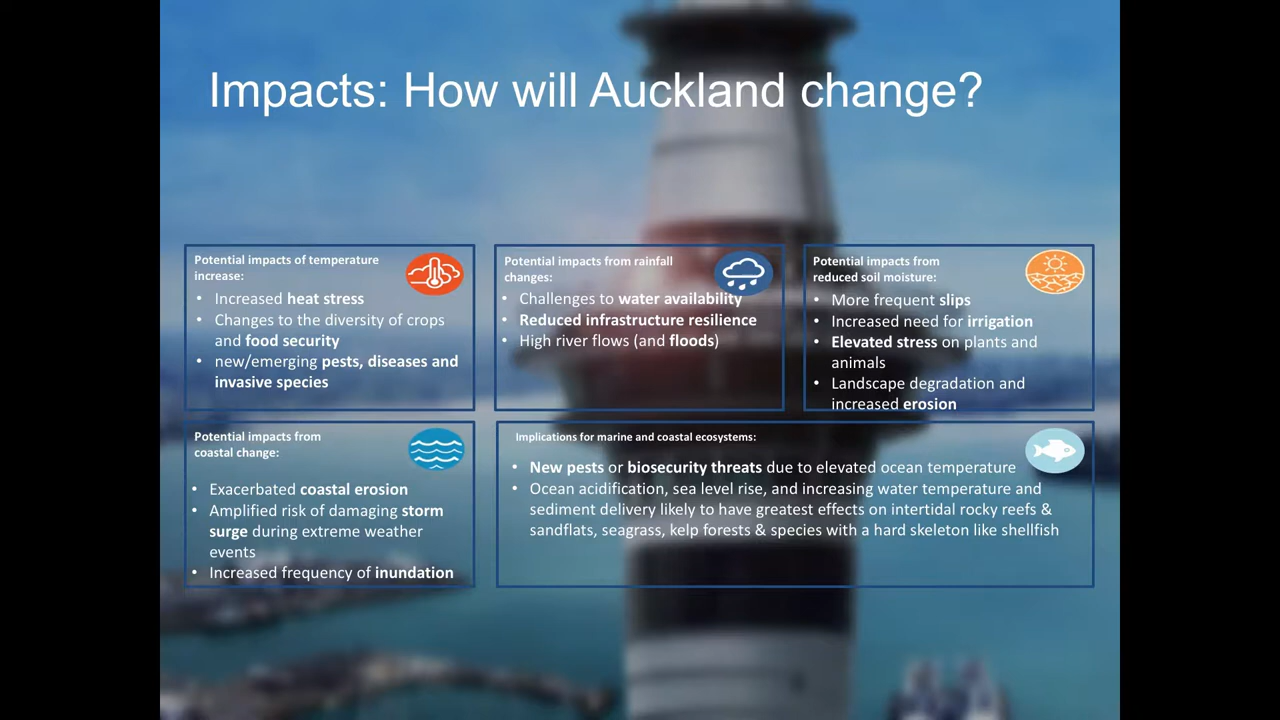 Impacts: How will Auckland change?
Potential impacts of temperature
increase:
• Increased heat stress
• Changes to the diversity of crops
and food security
• new/emerging pests, diseases and
invasive species
Potential impacts from rainfall
changes:
• Challenges to water availability
• Reduced infrastructure resilience
• High river flows (and floods)
Potential impacts from
reduced soil moisture:
• More frequent slips
• Increased need for irrigation
• Elevated stress on plants and
animals
• Landscape degradation and
increased erosion
Potential impacts from
coastal change:
• Exacerbated coastal erosion
• Amplified risk of damaging storm
surge during extreme weather
events
• Increased frequency of inundation
Implications for marine and coastal ecosystems:
• New pests or biosecurity threats due to elevated ocean temperature
• Ocean acidification, sea level rise, and increasing water temperature and
sediment delivery likely to have greatest effects on intertidal rocky reefs &
sandflats, seagrass, kelp forests & species with a hard skeleton like shellfish